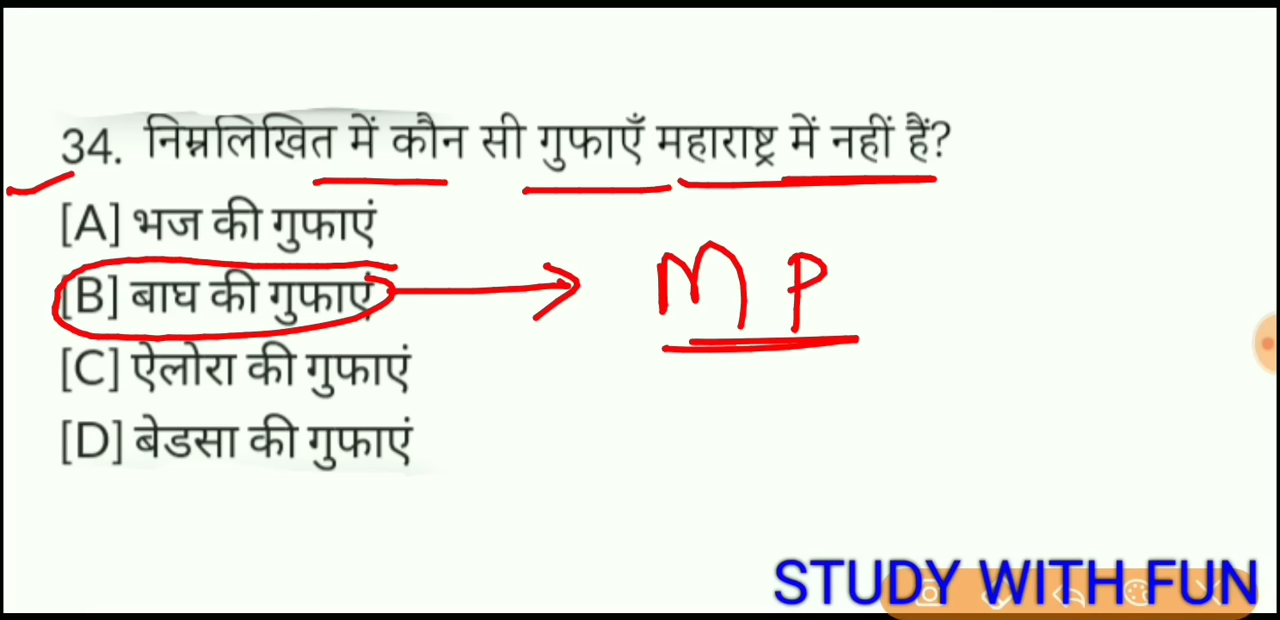 34. निम्नलिखित में कौन सी गुफाएँ महाराष्ट्र में नहीं हैं?
[A] भज की गुफाएं
[B] बाघ की गुफाएं
MP
[C] ऐलोरा की गुफाएं
[D] बेडसा की गुफाएं
STUDY WITH FUN